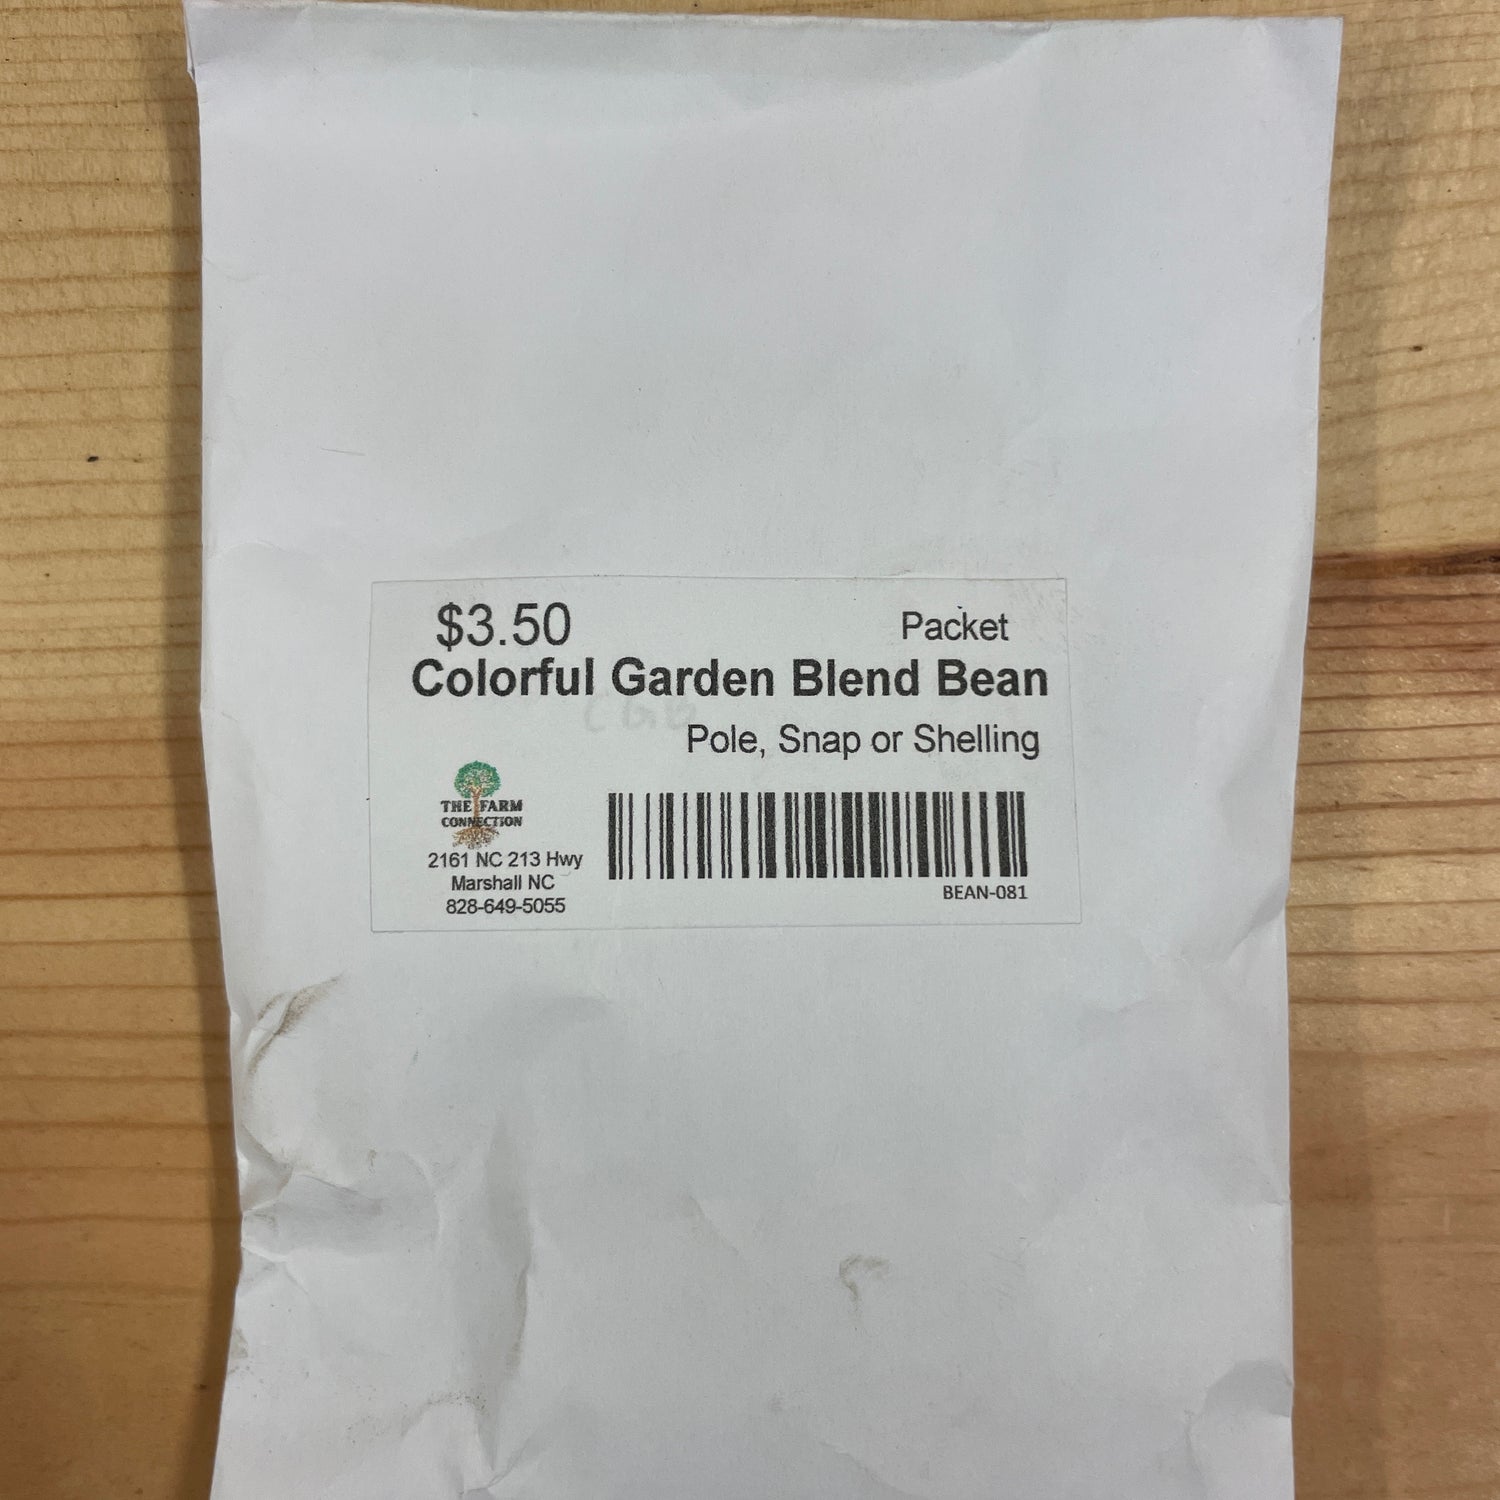 $3.50 Packet
Colorful Garden Blend Bean
CGB
Pole, Snap or Shelling
THE FARM
CONNECTION
2161 NC 213 Hwy
Marshall NC
828-649-5055
BEAN-081